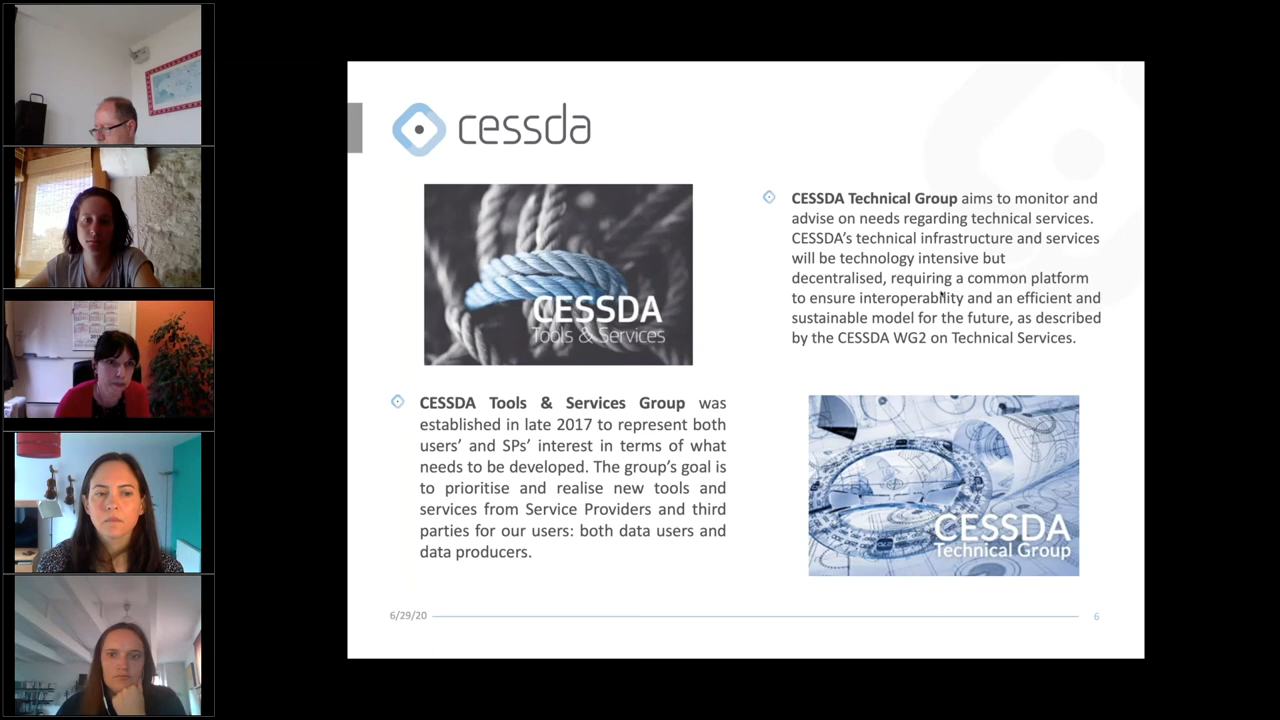 cessda
CESSDA
Tools & Services
CESSDA Tools & Services Group was
established in late 2017 to represent both
users’ and SPs’ interest in terms of what
needs to be developed. The group’s goal is
to prioritise and realise new tools and
services from Service Providers and third
parties for our users: both data users and
data producers.
CESSDA Technical Group aims to monitor and
advise on needs regarding technical services.
CESSDA’s technical infrastructure and services
will be technology intensive but
decentralised, requiring a common platform
to ensure interoperability and an efficient and
sustainable model for the future, as described
by the CESSDA WG2 on Technical Services.
CESSDA
Technical Group
6/29/20
6